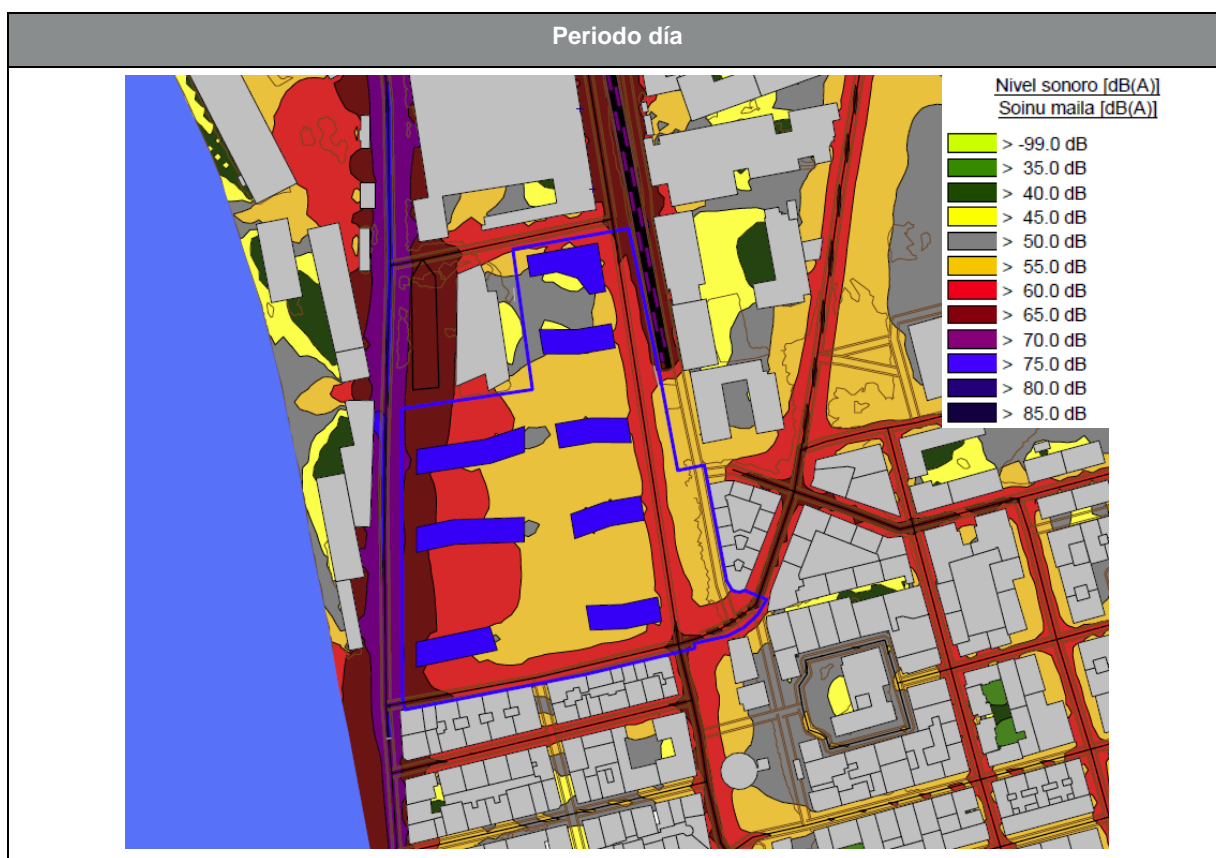 Periodo día
Nivel sonoro [dB(A)]
Soinu maila [dB(A)]
> -99.0 dB
> 35.0 dB
> 40.0 dB
> 45.0 dB
> 50.0 dB
> 55.0 dB
> 60.0 dB
> 65.0 dB
> 70.0 dB
> 75.0 dB
> 80.0 dB
> 85.0 dB